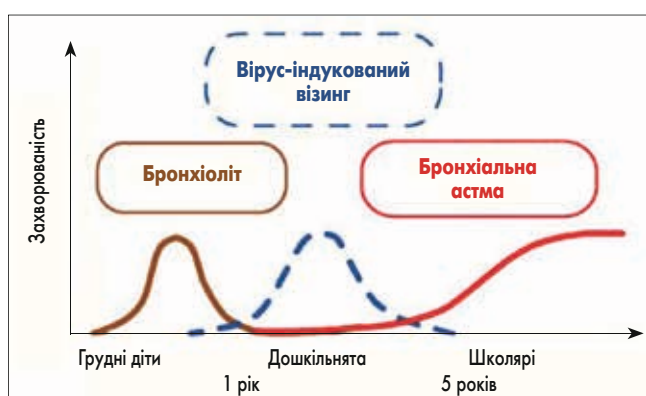 Захворюваність
Вірус-індукований
візинг
Бронхіоліт
Бронхіальна
астма
Грудні діти
Дошкільнята
Школярі
1 рік
5 років